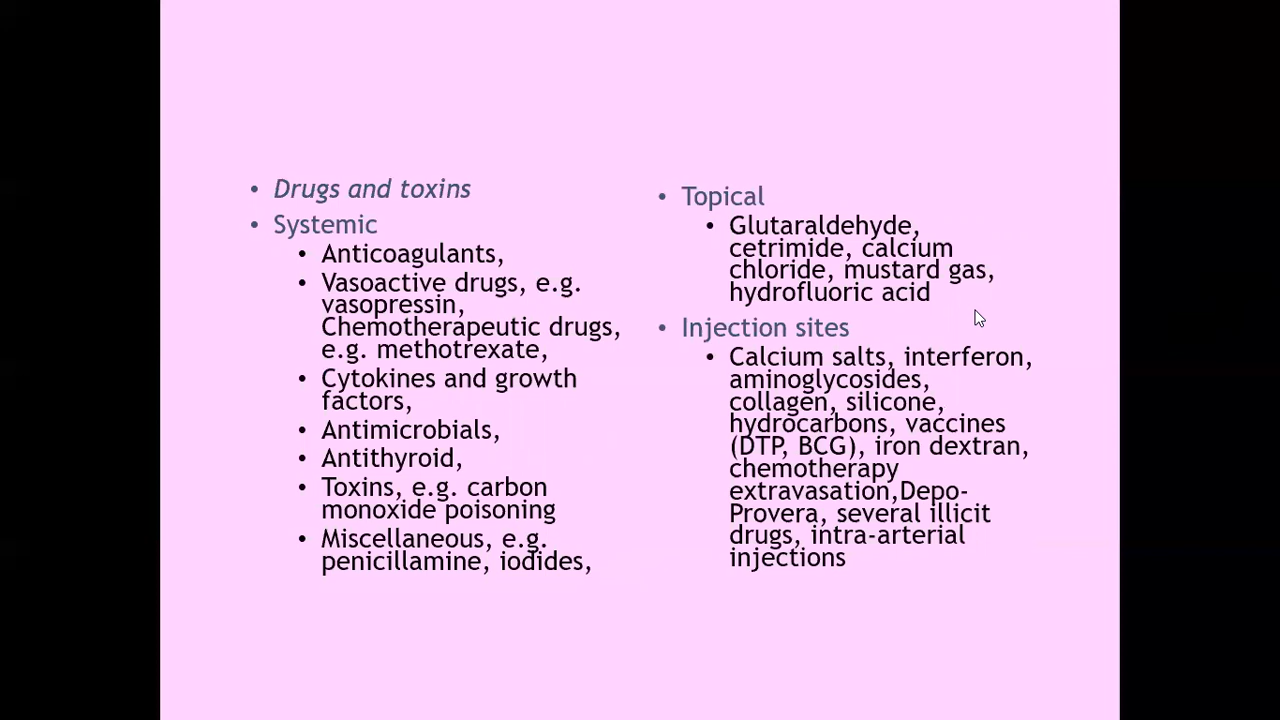 • Drugs and toxins
• Systemic
• Anticoagulants,
• Vasoactive drugs, e.g.
vasopressin,
Chemotherapeutic drugs,
e.g. methotrexate,
• Cytokines and growth
factors,
• Antimicrobials,
• Antithyroid,
• Toxins, e.g. carbon
monoxide poisoning
• Miscellaneous, e.g.
penicillamine, iodides,
• Topical
• Glutaraldehyde,
cetrimide, calcium
chloride, mustard gas,
hydrofluoric acid
• Injection sites
• Calcium salts, interferon,
aminoglycosides,
collagen, silicone,
hydrocarbons, vaccines
(DTP, BCG), iron dextran,
chemotherapy
extravasation,Depo-
Provera, several illicit
drugs, intra-arterial
injections